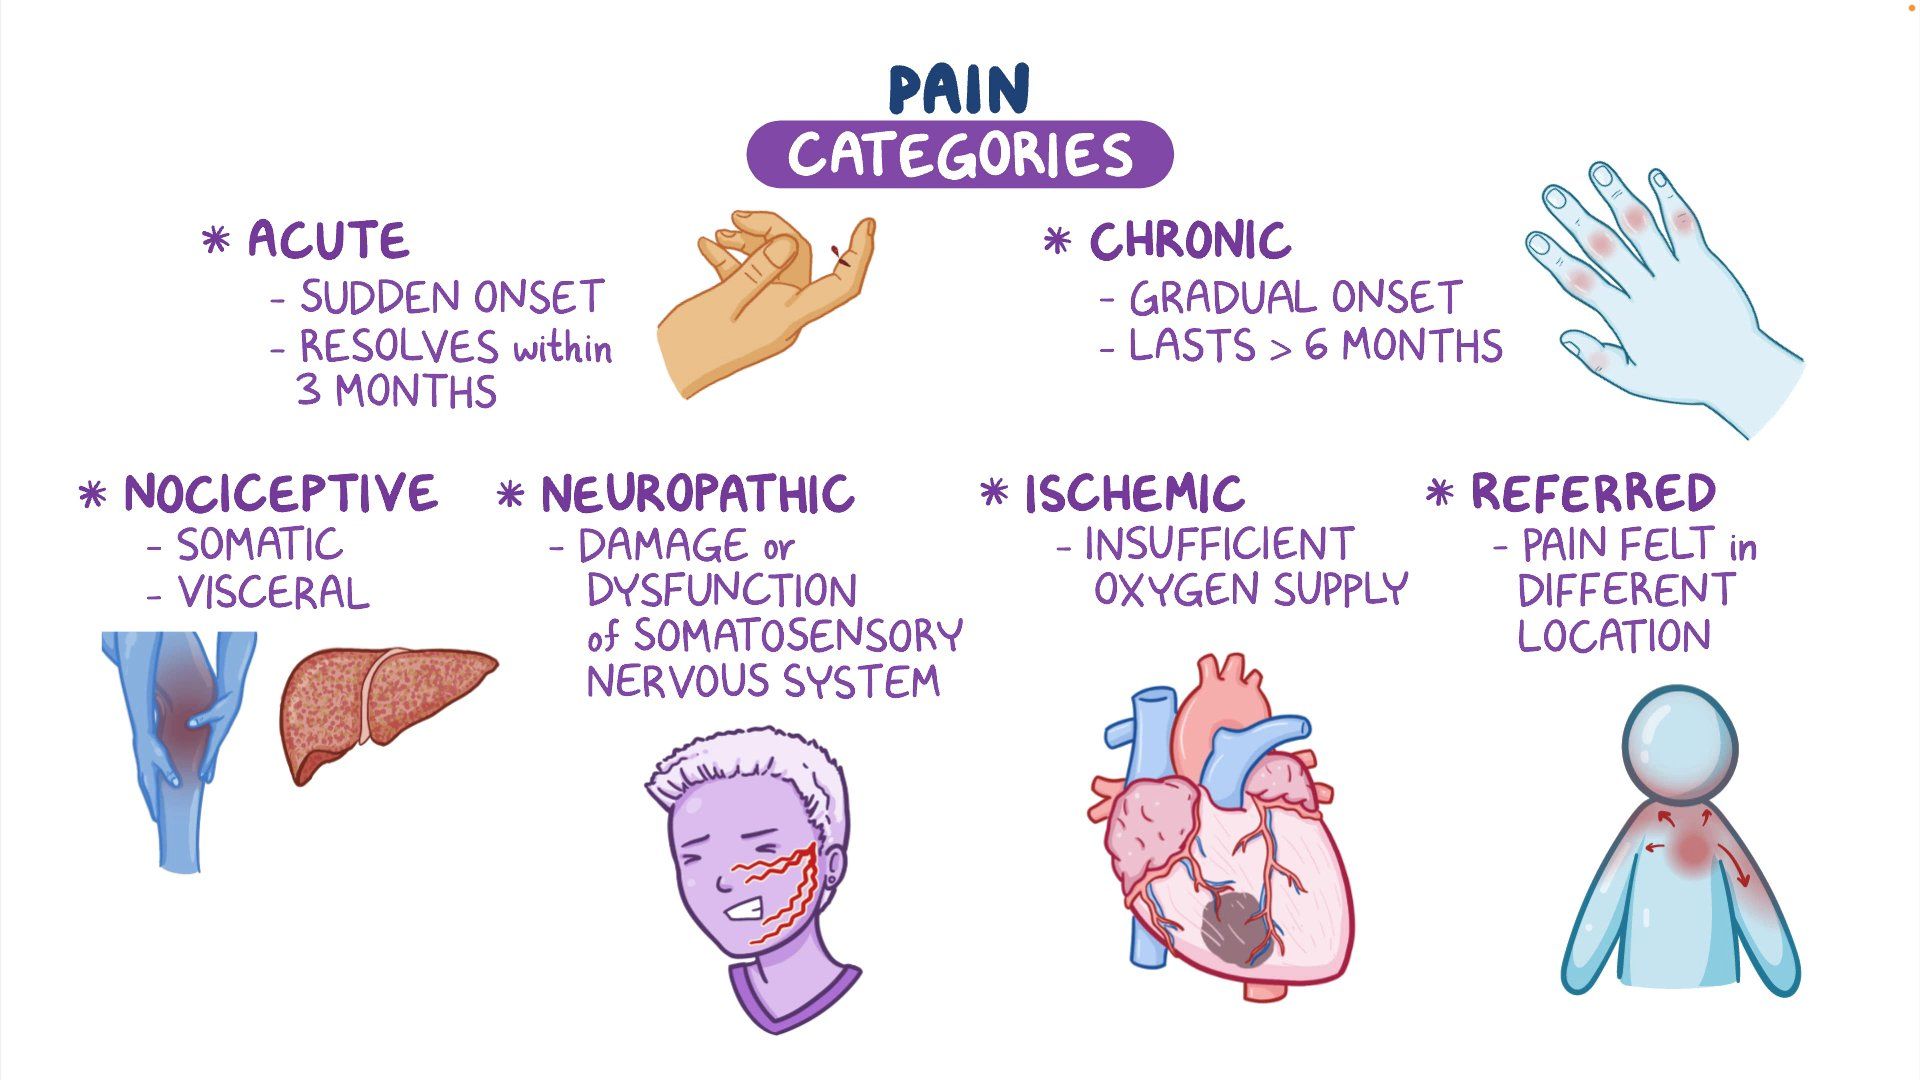 PAIN
CATEGORIES
* ACUTE
- SUDDEN ONSET
- RESOLVES within
3 MONTHS
* CHRONIC
- GRADUAL ONSET
- LASTS > 6 MONTHS
* NOCICEPTIVE
- SOMATIC
- VISCERAL
* NEUROPATHIC
- DAMAGE or
DYSFUNCTION
of SOMATOSENSORY
NERVOUS SYSTEM
* ISCHEMIC
- INSUFFICIENT
OXYGEN SUPPLY
* REFERRED
- PAIN FELT in
DIFFERENT
LOCATION